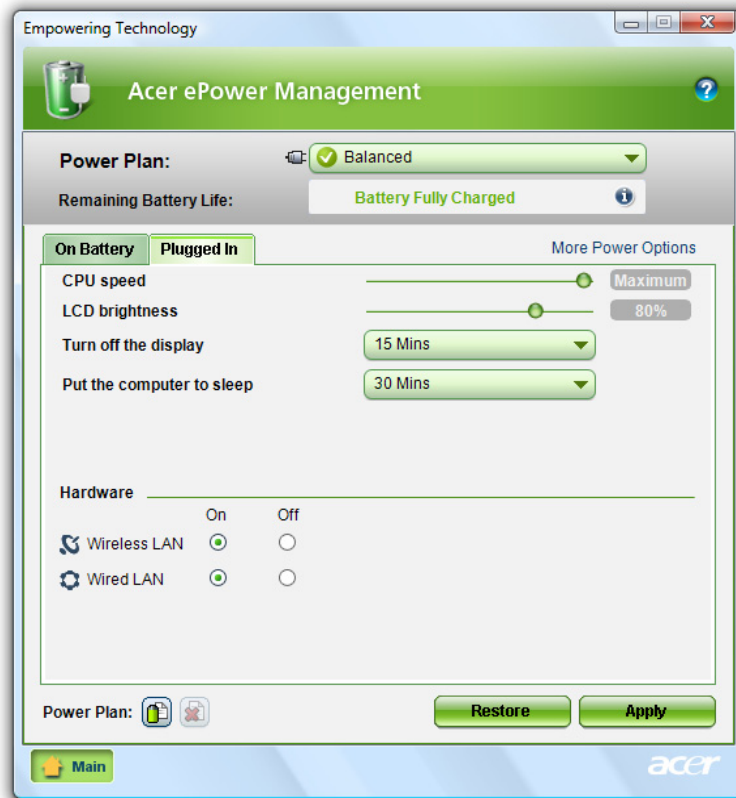 Empowering Technology
Acer ePower Management
Power Plan: Balanced
Remaining Battery Life: Battery Fully Charged
On Battery Plugged In More Power Options
CPU speed Maximum
LCD brightness 80%
Turn off the display 15 Mins
Put the computer to sleep 30 Mins
Hardware
On Off
Wireless LAN
Wired LAN
Power Plan: Restore Apply
Main acer